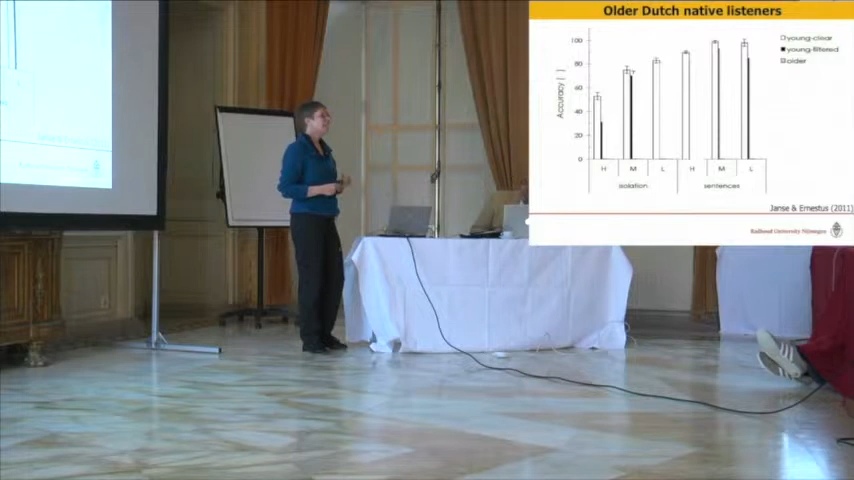 Older Dutch native listeners
young-clear
young-filtered
older
Accuracy [ ]
100
80
60
40
20
0
H M L H M L
isolation sentences
Janse & Ernestus (2011)
Radboud University Nijmegen